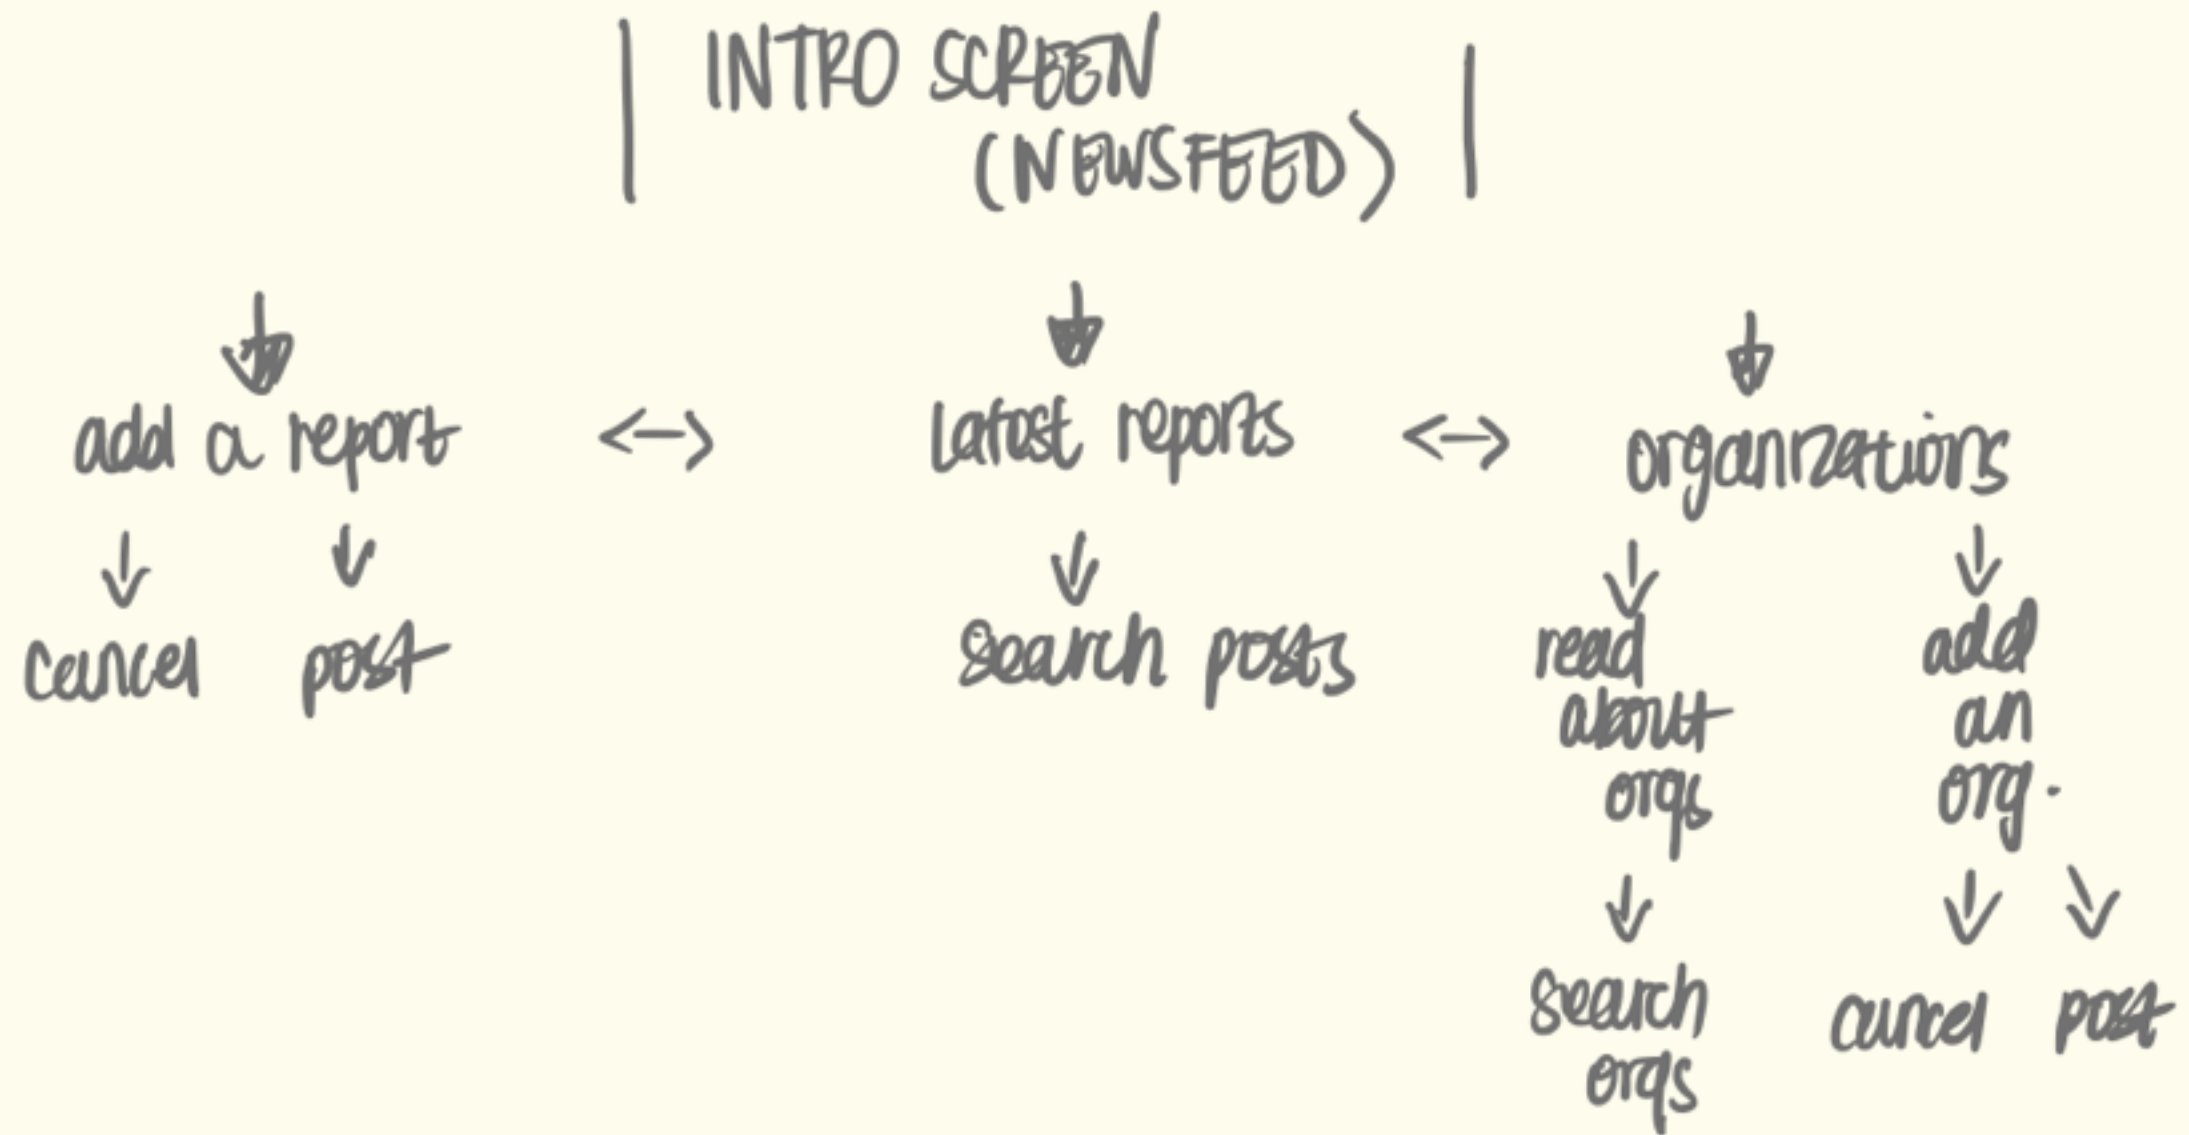 INTRO SCREEN
(NEWSFEED)
add a report
Latest reports
organizations
cancel
post
search posts
read
about
orgs
add
an
org.
search
orgs
cancel
post